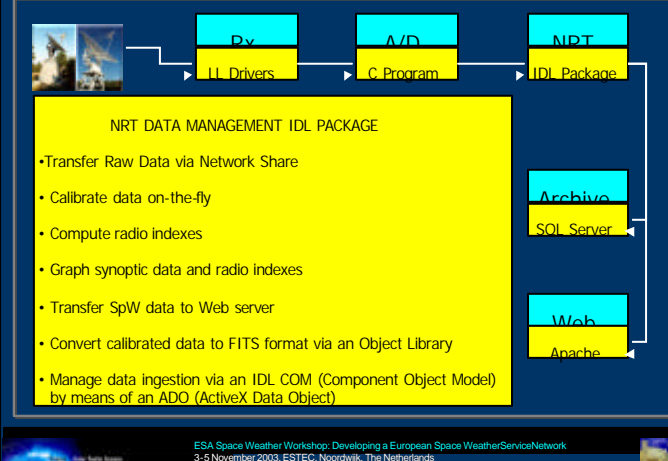 Rx
A/D
NRT
LL Drivers
C Program
IDL Package
NRT DATA MANAGEMENT IDL PACKAGE
•Transfer Raw Data via Network Share
• Calibrate data on-the-fly
• Compute radio indexes
• Graph synoptic data and radio indexes
• Transfer SpW data to Web server
• Convert calibrated data to FITS format via an Object Library
• Manage data ingestion via an IDL COM (Component Object Model)
by means of an ADO (ActiveX Data Object)
Archive
SQL Server
Web
Apache
ESA Space Weather Workshop: Developing a European Space WeatherServiceNetwork
3-5 November 2003, ESTEC, Noordwijk, The Netherlands